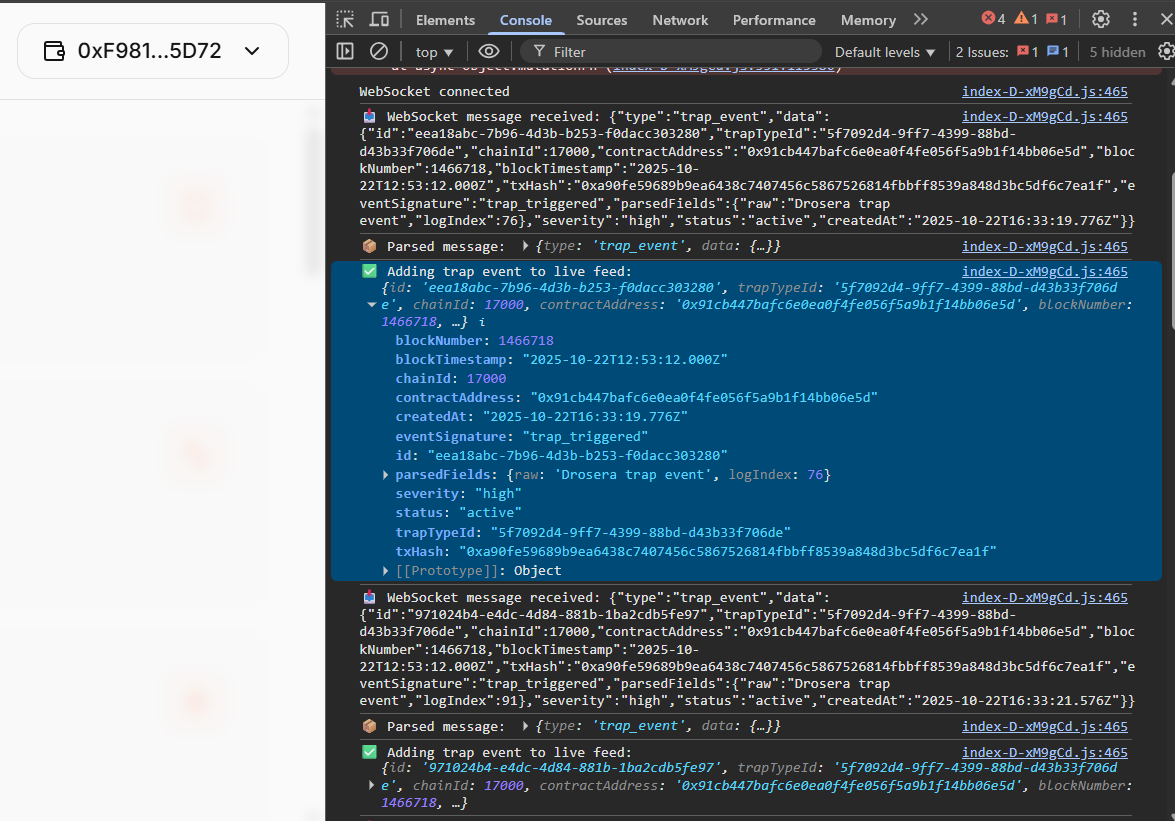 0xF981...5D72
Elements Console Sources Network Performance Memory 4 1 1
top Filter Default levels 2 Issues: 1 1 5 hidden
WebSocket connected index-D-xM9gCd.js:465
WebSocket message received: {"type":"trap_event","data": index-D-xM9gCd.js:465
{"id":"eea18abc-7b96-4d3b-b253-f0dacc303280","trapTypeId":"5f7092d4-9ff7-4399-88bd-
d43b33f706de","chainId":17000,"contractAddress":"0x91cb447bafc6e0ea0f4fe056f5a9b1f14bb06e5d","bloc
kNumber":1466718,"blockTimestamp":"2025-10-
22T12:53:12.000Z","txHash":"0xa90fe59689b9ea6438c7407456c5867526814fbbff8539a848d3bc5df6c7ea1f","e
ventSignature":"trap_triggered","parsedFields":{"raw":"Drosera trap
event","logIndex":76},"severity":"high","status":"active","createdAt":"2025-10-22T16:33:19.776Z"}}
Parsed message: {type: 'trap_event', data: {…}} index-D-xM9gCd.js:465
Adding trap event to live feed: index-D-xM9gCd.js:465
{id: 'eea18abc-7b96-4d3b-b253-f0dacc303280', trapTypeId: '5f7092d4-9ff7-4399-88bd-d43b33f706d
e', chainId: 17000, contractAddress: '0x91cb447bafc6e0ea0f4fe056f5a9b1f14bb06e5d', blockNumber:
1466718, …} i
blockNumber: 1466718
blockTimestamp: "2025-10-22T12:53:12.000Z"
chainId: 17000
contractAddress: "0x91cb447bafc6e0ea0f4fe056f5a9b1f14bb06e5d"
createdAt: "2025-10-22T16:33:19.776Z"
eventSignature: "trap_triggered"
id: "eea18abc-7b96-4d3b-b253-f0dacc303280"
parsedFields: {raw: 'Drosera trap event', logIndex: 76}
severity: "high"
status: "active"
trapTypeId: "5f7092d4-9ff7-4399-88bd-d43b33f706de"
txHash: "0xa90fe59689b9ea6438c7407456c5867526814fbbff8539a848d3bc5df6c7ea1f"
[[Prototype]]: Object
WebSocket message received: {"type":"trap_event","data": index-D-xM9gCd.js:465
{"id":"971024b4-e4dc-4d84-881b-1ba2cdb5fe97","trapTypeId":"5f7092d4-9ff7-4399-88bd-
d43b33f706de","chainId":17000,"contractAddress":"0x91cb447bafc6e0ea0f4fe056f5a9b1f14bb06e5d","bloc
kNumber":1466718,"blockTimestamp":"2025-10-
22T12:53:12.000Z","txHash":"0xa90fe59689b9ea6438c7407456c5867526814fbbff8539a848d3bc5df6c7ea1f","e
ventSignature":"trap_triggered","parsedFields":{"raw":"Drosera trap
event","logIndex":91},"severity":"high","status":"active","createdAt":"2025-10-22T16:33:21.576Z"}}
Parsed message: {type: 'trap_event', data: {…}} index-D-xM9gCd.js:465
Adding trap event to live feed: index-D-xM9gCd.js:465
{id: '971024b4-e4dc-4d84-881b-1ba2cdb5fe97', trapTypeId: '5f7092d4-9ff7-4399-88bd-d43b33f706d
e', chainId: 17000, contractAddress: '0x91cb447bafc6e0ea0f4fe056f5a9b1f14bb06e5d', blockNumber:
1466718, …}